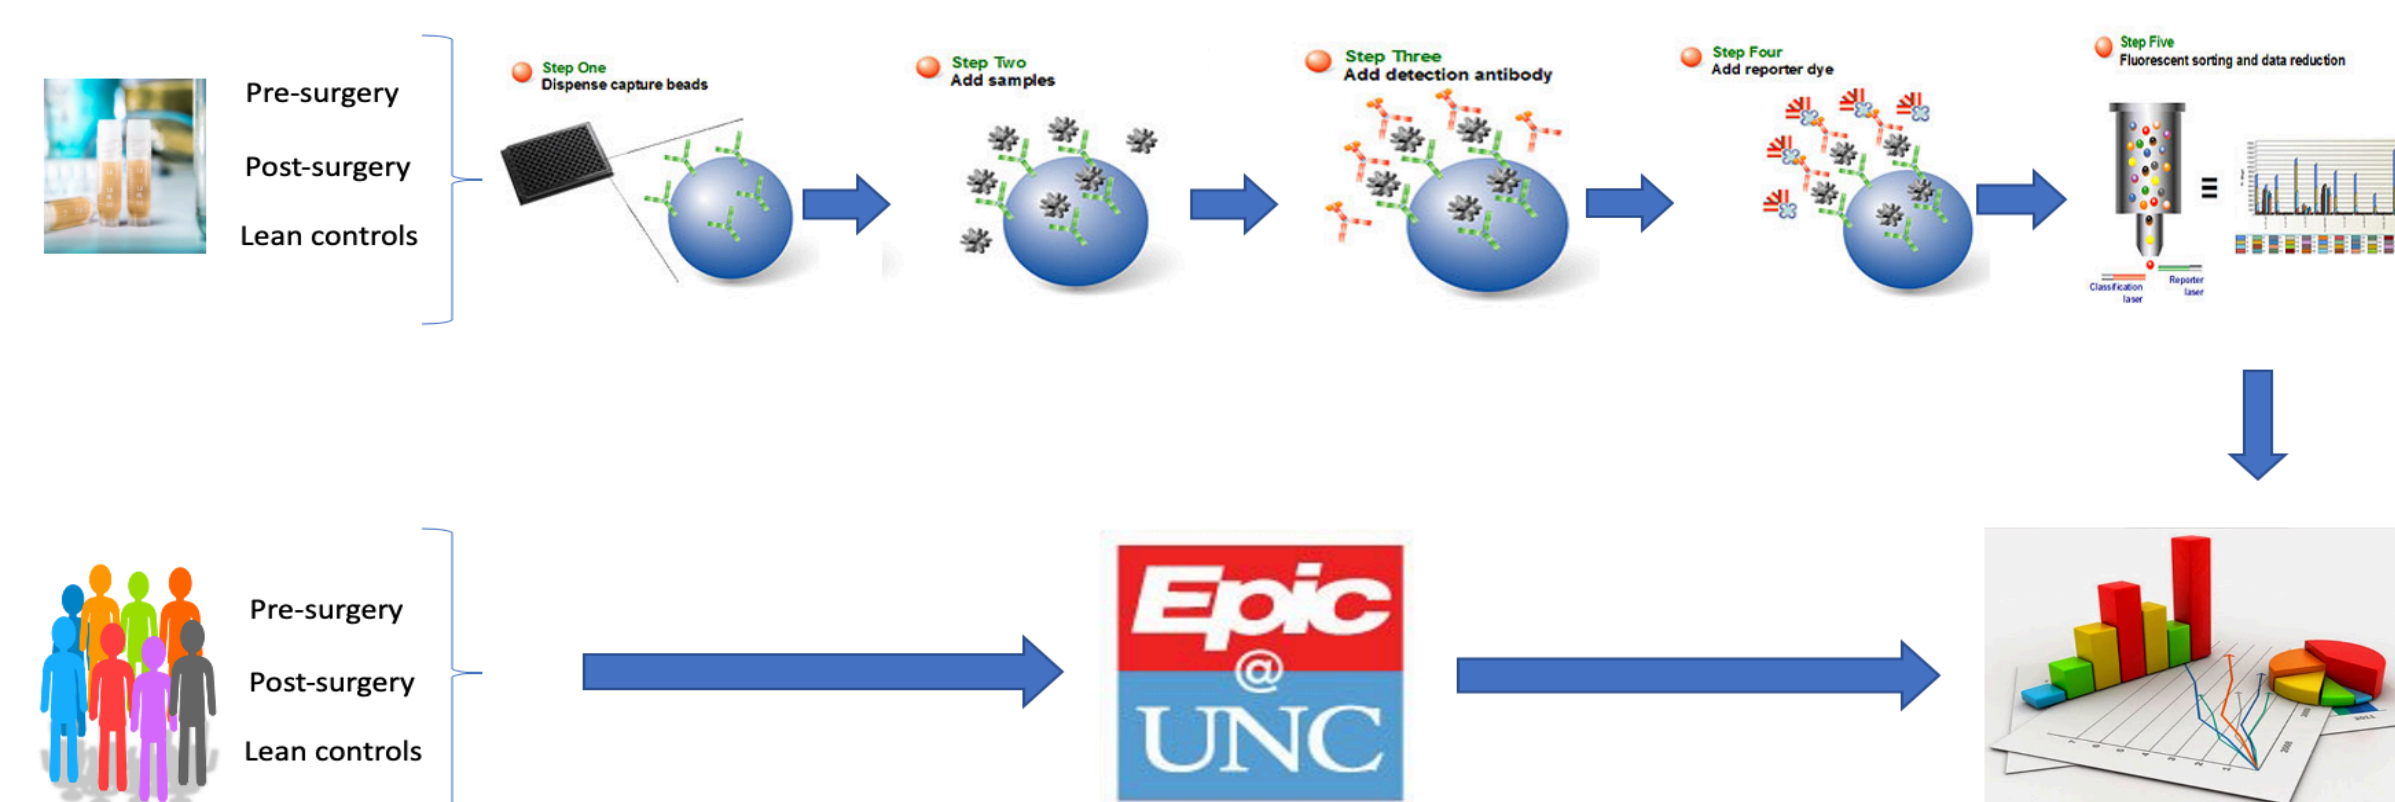 Pre-surgery
Post-surgery
Lean controls
Step One
Dispense capture beads
Step Two
Add samples
Step Three
Add detection antibody
Step Four
Add reporter dye
Step Five
Fluorescent sorting and data reduction
Classification
laser
Reporter
laser
Pre-surgery
Post-surgery
Lean controls
Epic
@
UNC